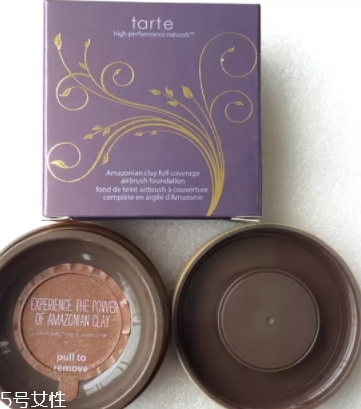 tarte
high-performance naturals™
Amazonian clay full coverage
airbrush foundation
fond de teint airbrush à couverture
complète en argile d'Amazonie
EXPERIENCE THE POWER
OF AMAZONIAN CLAY
pull to
remove
5号女性